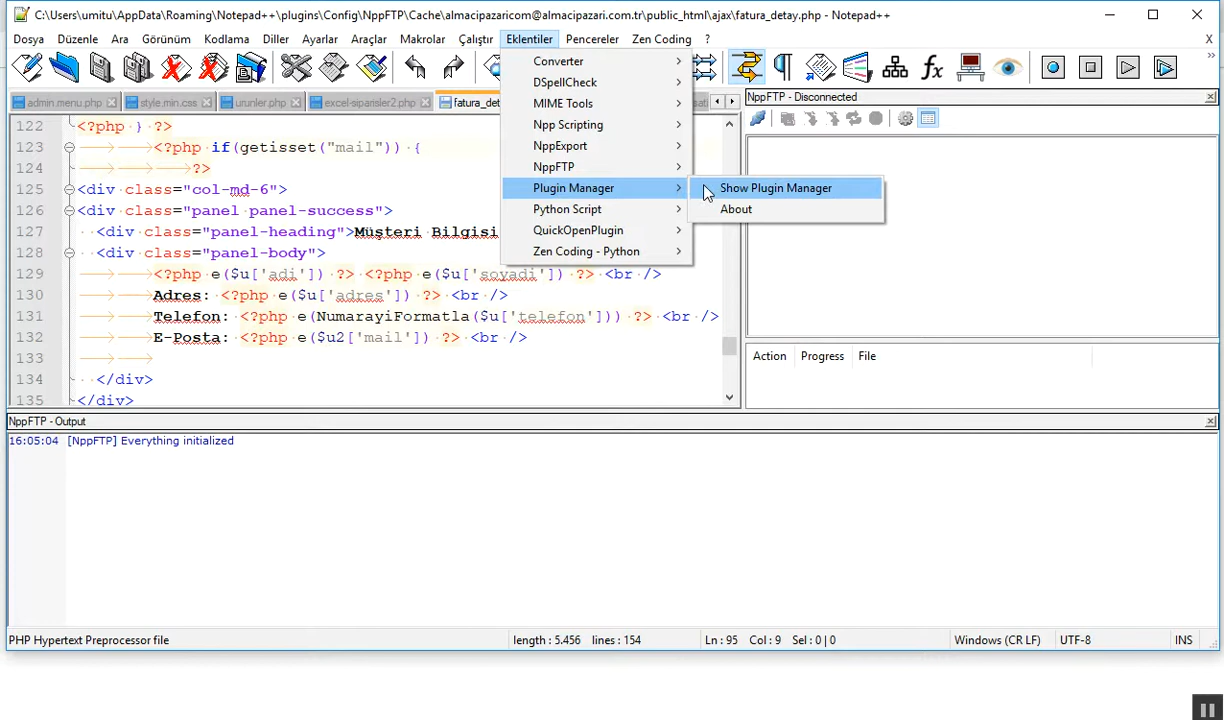 C:\Users\umitu\AppData\Roaming\Notepad++\plugins\Config\NppFTP\Cache\almacipazaricom@almacipazari.com.tr\public_html\ajax\fatura_detay.php - Notepad++
Dosya Düzenle Ara Görünüm Kodlama Diller Ayarlar Araçlar Makrolar Çalıştır Eklentiler Pencereler Zen Coding ? X
admin.menu.php style.min.css urunler.php excel-siparisler2.php fatura_det
Converter
DSpellCheck
MIME Tools
Npp Scripting
NppExport
NppFTP
Plugin Manager
Python Script
QuickOpenPlugin
Zen Coding - Python
Show Plugin Manager
About
122 <?php } ?>
123 <?php if(getisset("mail")) {
124 ?>
125 <div class="col-md-6">
126 <div class="panel panel-success">
127 <div class="panel-heading">Müşteri Bilgisi
128 <div class="panel-body">
129 <?php e($u['adi']) ?> <?php e($u['soyadi']) ?> <br />
130 Adres: <?php e($u['adres']) ?> <br />
131 Telefon: <?php e(NumarayiFormatla($u['telefon'])) ?> <br />
132 E-Posta: <?php e($u2['mail']) ?> <br />
133
134 </div>
135 </div>
NppFTP - Disconnected
Action Progress File
NppFTP - Output
16:05:04 [NppFTP] Everything initialized
PHP Hypertext Preprocessor file length : 5.456 lines : 154 Ln : 95 Col : 9 Sel : 0 | 0 Windows (CR LF) UTF-8 INS